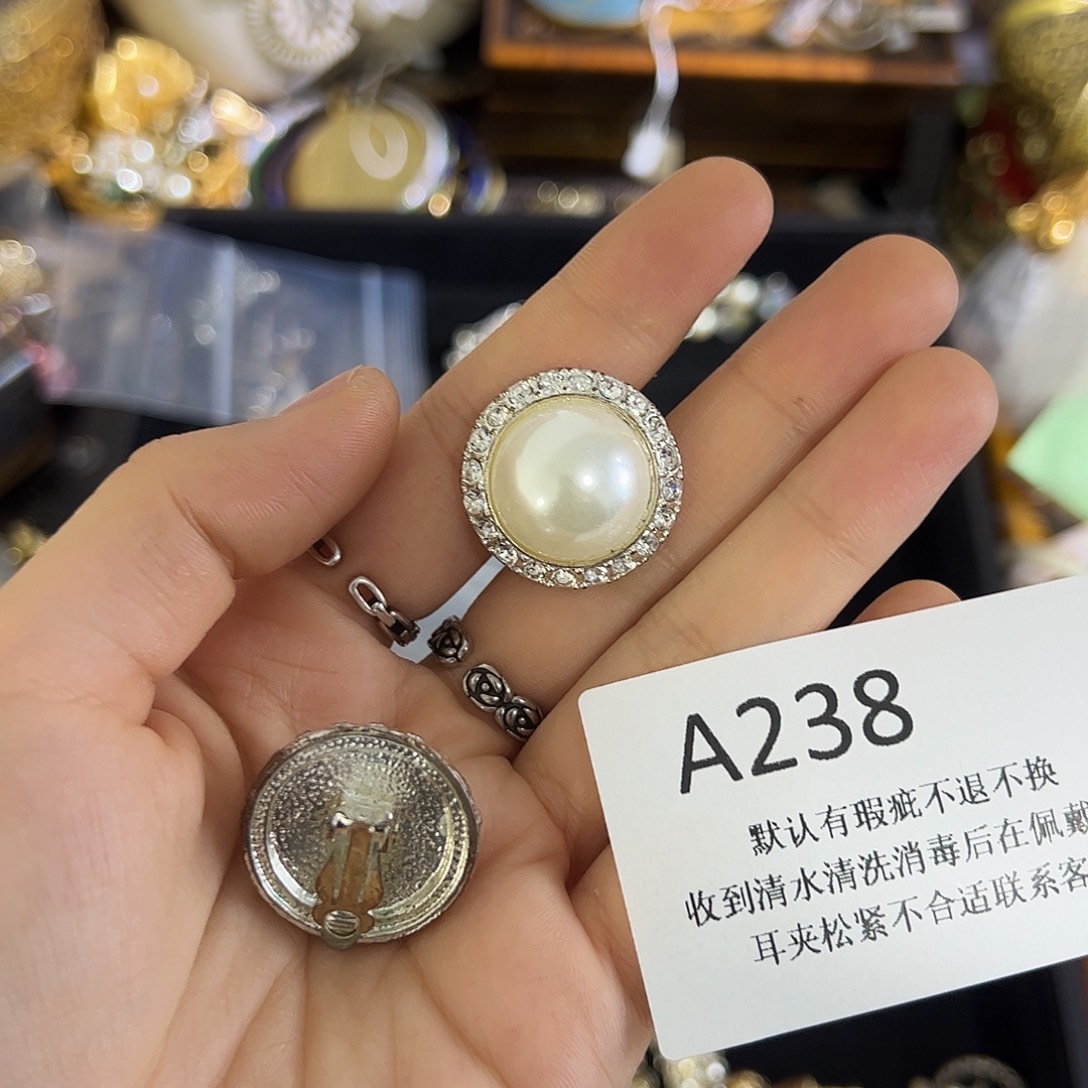 A238
默认有瑕疵不退不换
收到清水清洗消毒后在佩戴
耳夹松紧不合适联系客